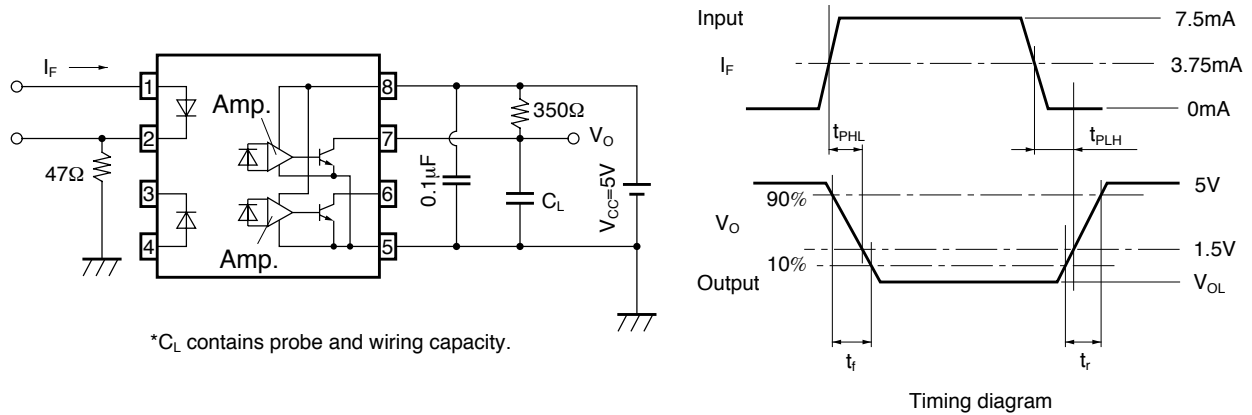 I_F
1
2
3
4
47Ω
Amp.
Amp.
8
7
6
5
0.1µF
350Ω
V_O
C_L
V_CC=5V
*C_L contains probe and wiring capacity.
Input
I_F
7.5mA
3.75mA
0mA
t_PHL
t_PLH
90%
V_O
10%
Output
5V
1.5V
V_OL
t_f
t_r
Timing diagram